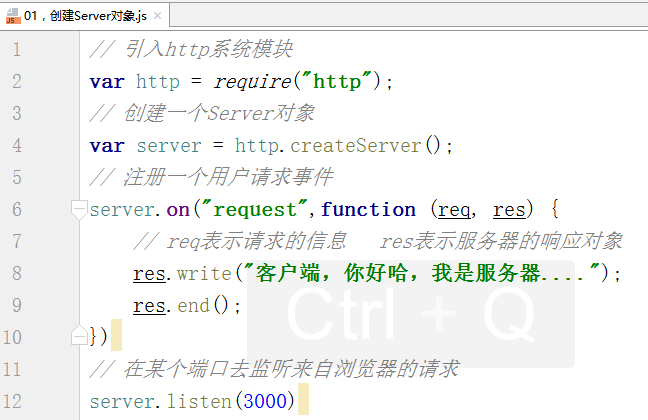 01，创建Server对象.js
1 // 引入http系统模块
2 var http = require("http");
3 // 创建一个Server对象
4 var server = http.createServer();
5 // 注册一个用户请求事件
6 server.on("request",function (req, res) {
7 // req表示请求的信息   res表示服务器的响应对象
8 res.write("客户端，你好哈，我是服务器....");
9 res.end();
10 })
11 // 在某个端口去监听来自浏览器的请求
12 server.listen(3000)
Ctrl + Q